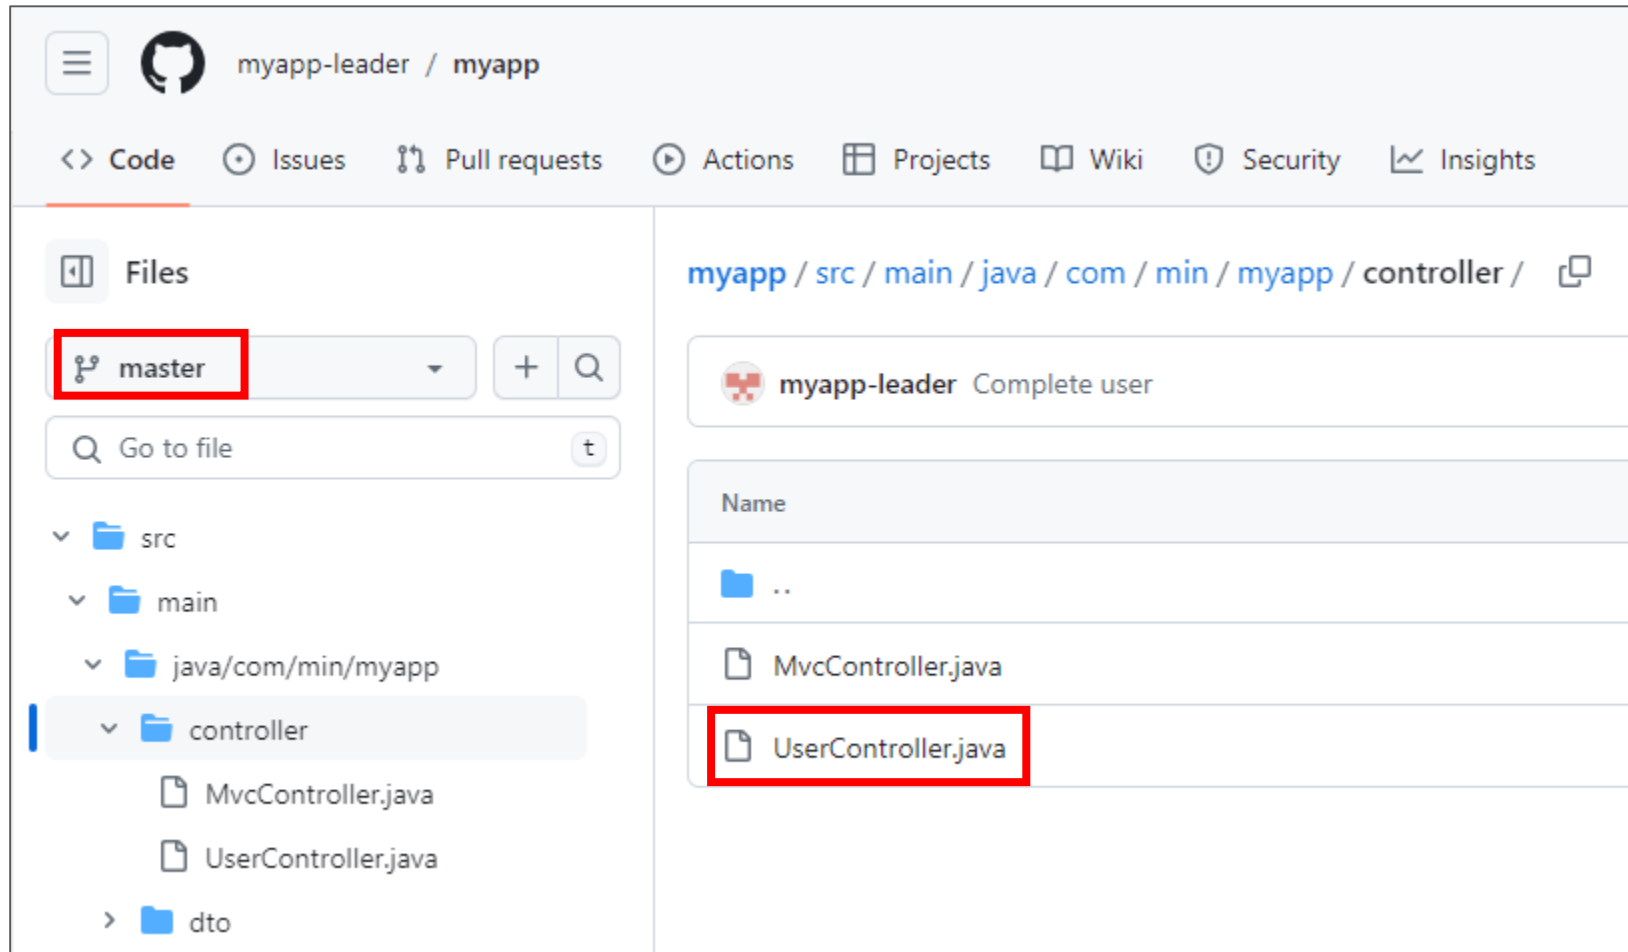 myapp-leader / myapp
Code Issues Pull requests Actions Projects Wiki Security Insights
Files
master
Go to file t
src
main
java/com/min/myapp
controller
MvcController.java
UserController.java
dto
myapp / src / main / java / com / min / myapp / controller /
myapp-leader Complete user
Name
..
MvcController.java
UserController.java